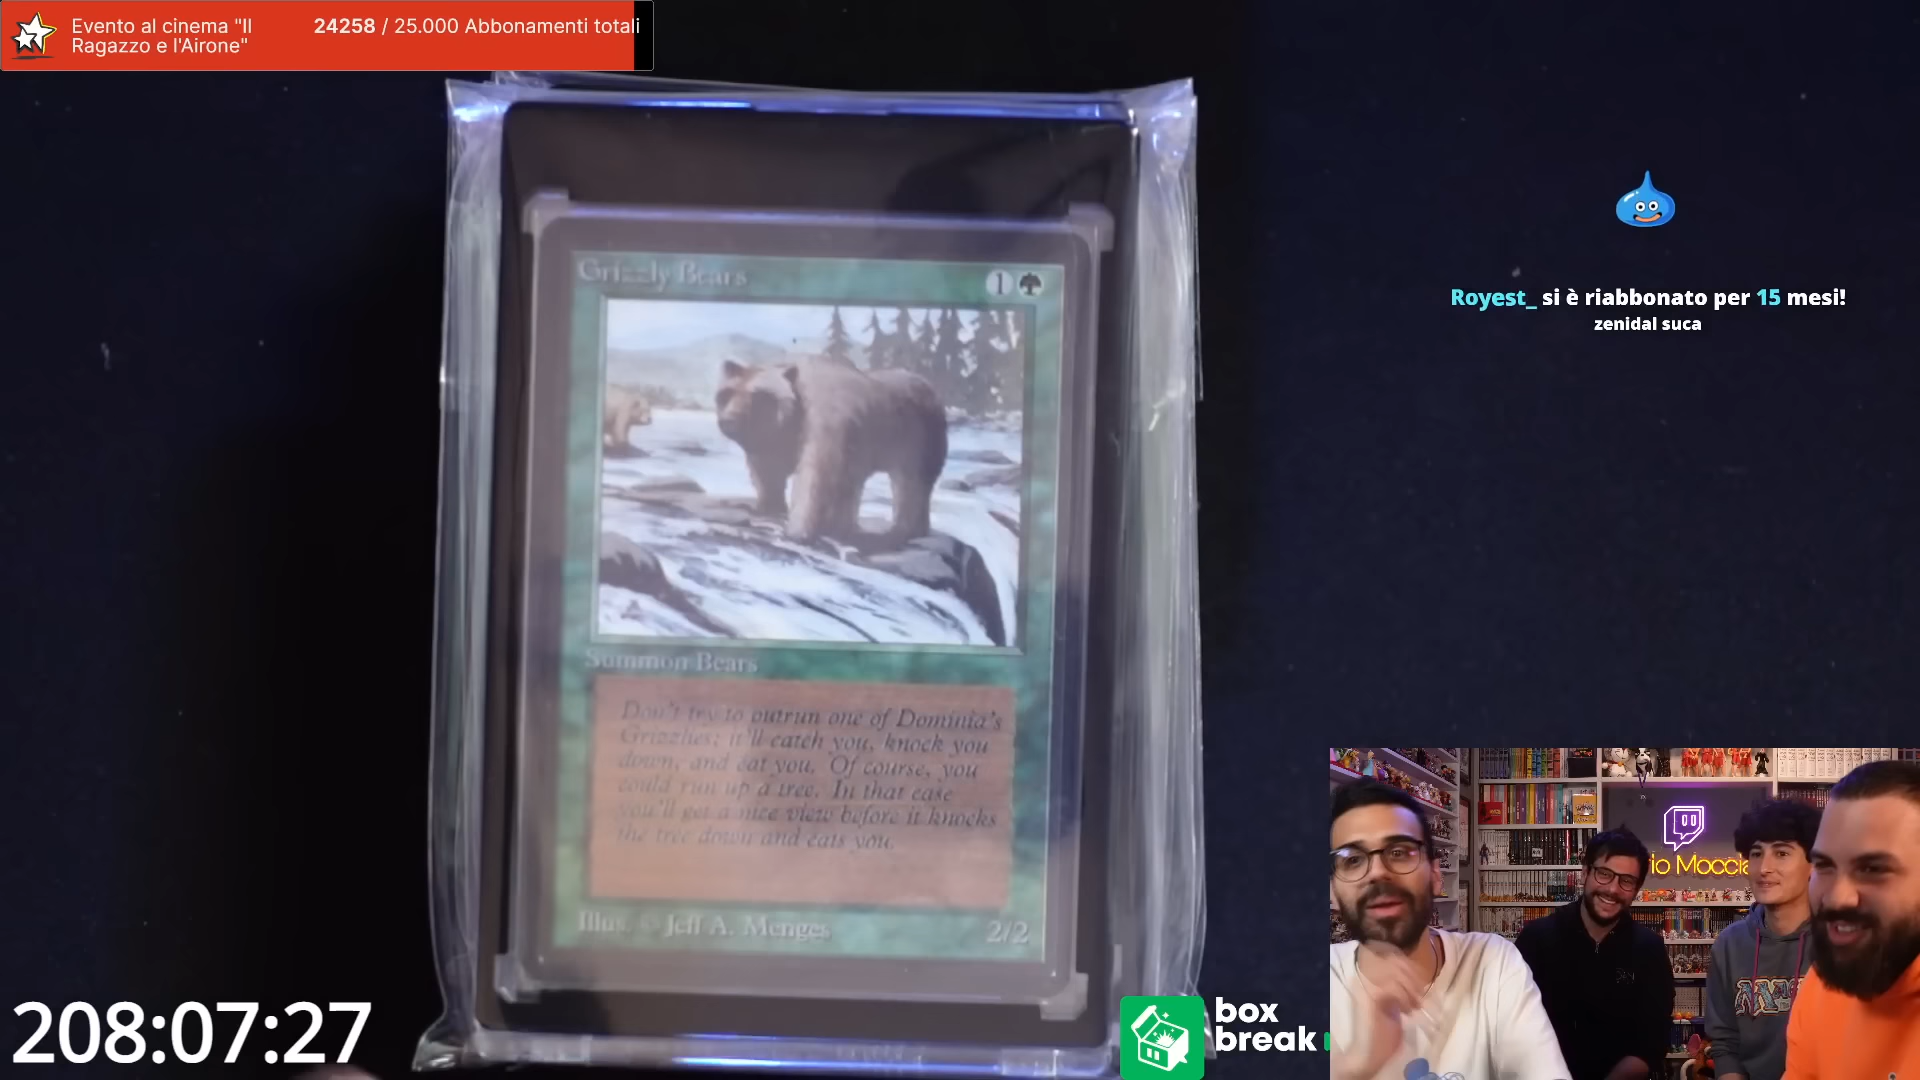 Evento al cinema "Il
Ragazzo e l'Airone"
24258 / 25.000 Abbonamenti totali
Royest_ si è riabbonato per 15 mesi!
zenidal suca
Grizzly Bears
1
Summon Bears
Don't try to outrun one of Dominia's
Grizzlies; it'll catch you, knock you
down, and eat you. Of course, you
could run up a tree. In that case
you'll get a nice view before it knocks
the tree down and eats you.
Illus. © Jeff A. Menges
2/2
208:07:27
box
break
io Moccia